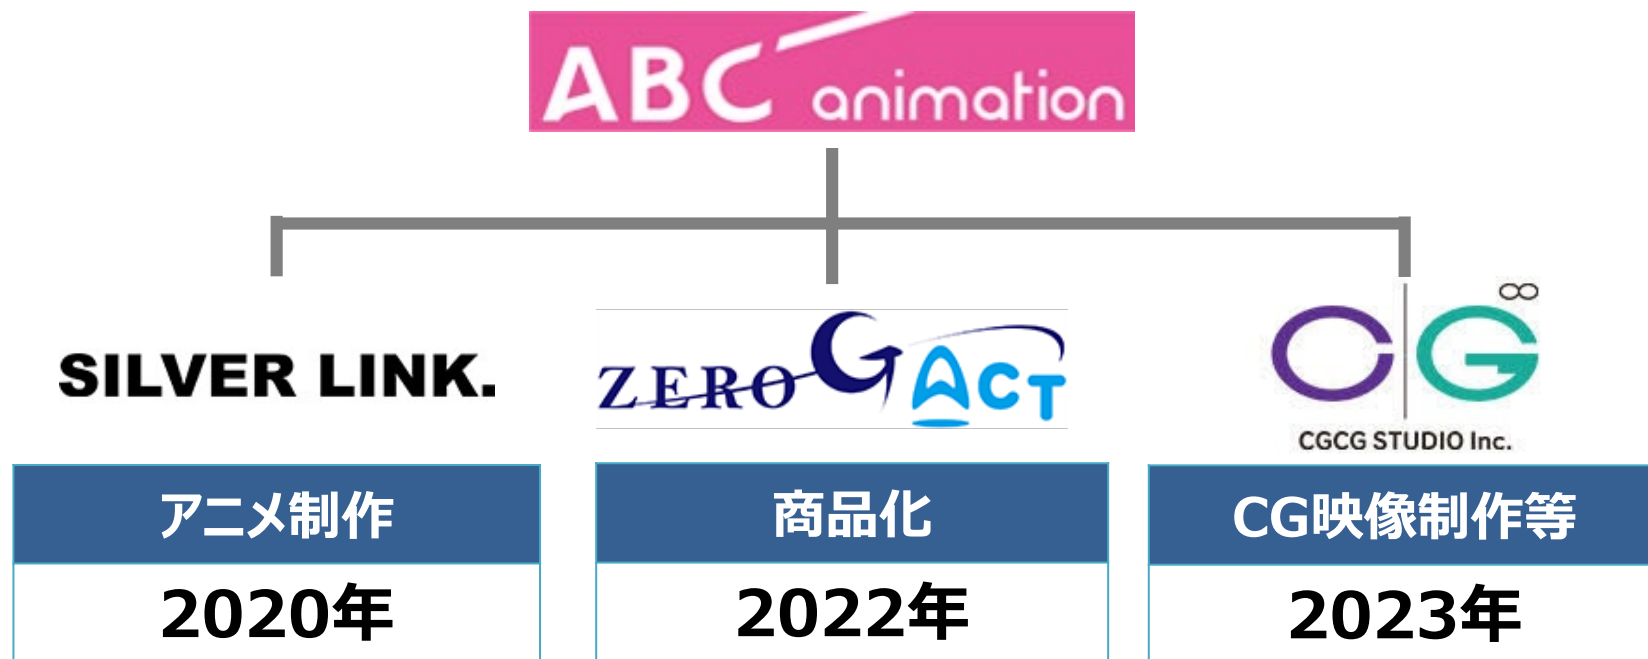 ABC animation
SILVER LINK.
ZERO G ACT
CG
∞
CGCG STUDIO Inc.
アニメ制作
商品化
CG映像制作等
2020年
2022年
2023年